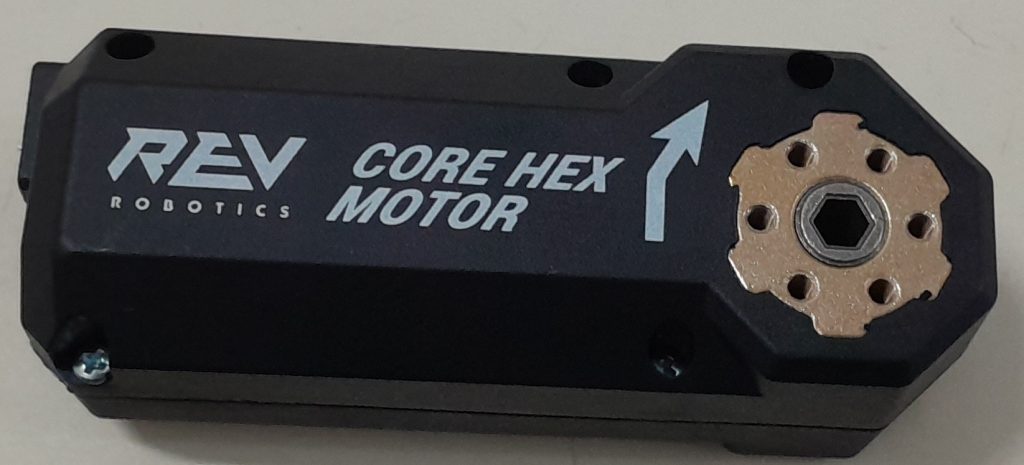 REV
ROBOTICS
CORE HEX
MOTOR